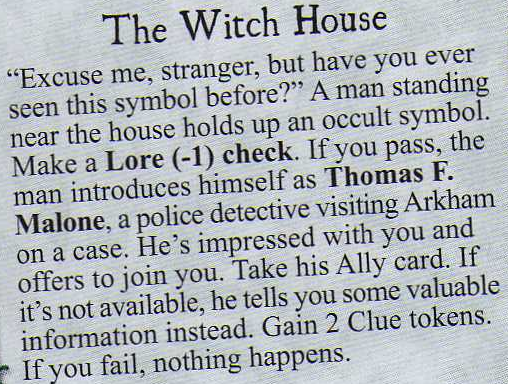 The Witch House
“Excuse me, stranger, but have you ever
seen this symbol before?” A man standing
near the house holds up an occult symbol.
Make a Lore (-1) check. If you pass, the
man introduces himself as Thomas F.
Malone, a police detective visiting Arkham
on a case. He’s impressed with you and
offers to join you. Take his Ally card. If
it’s not available, he tells you some valuable
information instead. Gain 2 Clue tokens.
If you fail, nothing happens.